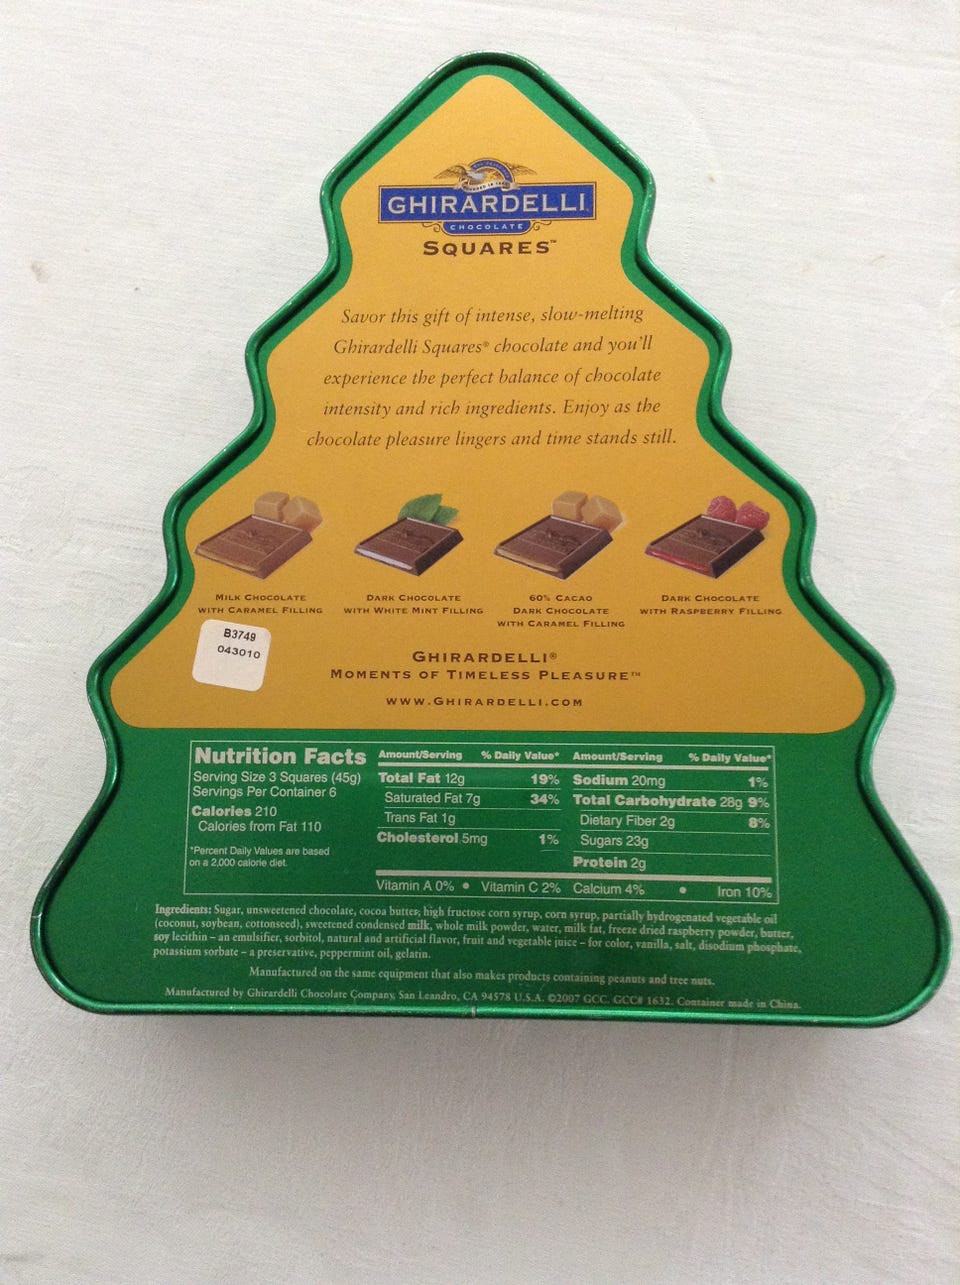 GHIRARDELLI
CHOCOLATE
SQUARES™
Savor this gift of intense, slow-melting
Ghirardelli Squares® chocolate and you'll
experience the perfect balance of chocolate
intensity and rich ingredients. Enjoy as the
chocolate pleasure lingers and time stands still.
MILK CHOCOLATE
WITH CARAMEL FILLING
DARK CHOCOLATE
WITH WHITE MINT FILLING
60% CACAO
DARK CHOCOLATE
WITH CARAMEL FILLING
DARK CHOCOLATE
WITH RASPBERRY FILLING
B3749
043010
GHIRARDELLI®
MOMENTS OF TIMELESS PLEASURE™
WWW.GHIRARDELLI.COM
Nutrition Facts
Serving Size 3 Squares (45g)
Servings Per Container 6
Calories 210
Calories from Fat 110
*Percent Daily Values are based
on a 2,000 calorie diet.
Amount/Serving % Daily Value*
Total Fat 12g 19%
Saturated Fat 7g 34%
Trans Fat 1g
Cholesterol 5mg 1%
Amount/Serving % Daily Value*
Sodium 20mg 1%
Total Carbohydrate 28g 9%
Dietary Fiber 2g 8%
Sugars 23g
Protein 2g
Vitamin A 0% • Vitamin C 2% Calcium 4% • Iron 10%
Ingredients: Sugar, unsweetened chocolate, cocoa butter, high fructose corn syrup, corn syrup, partially hydrogenated vegetable oil
(coconut, soybean, cottonseed), sweetened condensed milk, whole milk powder, water, milk fat, freeze dried raspberry powder, butter,
soy lecithin – an emulsifier, sorbitol, natural and artificial flavor, fruit and vegetable juice – for color, vanilla, salt, disodium phosphate,
potassium sorbate – a preservative, peppermint oil, gelatin.
Manufactured on the same equipment that also makes products containing peanuts and tree nuts.
Manufactured by Ghirardelli Chocolate Company, San Leandro, CA 94578 U.S.A. ©2007 GCC. GCC# 1632. Container made in China.